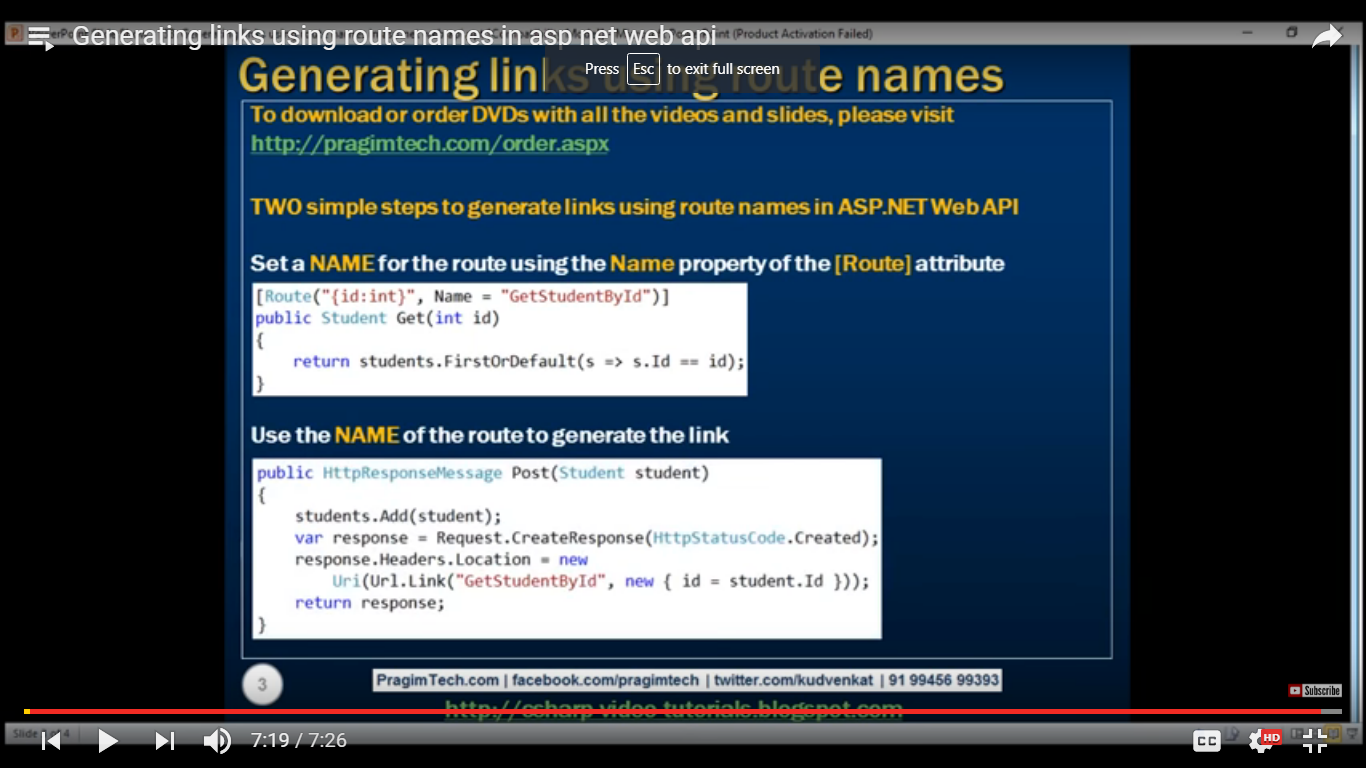 Generating links using route names in asp net web api
nt (Product Activation Failed)
Press Esc to exit full screen
Generating links using route names
To download or order DVDs with all the videos and slides, please visit
http://pragimtech.com/order.aspx
TWO simple steps to generate links using route names in ASP.NET Web API
Set a NAME for the route using the Name property of the [Route] attribute
[Route("{id:int}", Name = "GetStudentById")]
public Student Get(int id)
{
return students.FirstOrDefault(s => s.Id == id);
}
Use the NAME of the route to generate the link
public HttpResponseMessage Post(Student student)
{
students.Add(student);
var response = Request.CreateResponse(HttpStatusCode.Created);
response.Headers.Location = new
Uri(Url.Link("GetStudentById", new { id = student.Id }));
return response;
}
3
PragimTech.com | facebook.com/pragimtech | twitter.com/kudvenkat | 91 99456 99393
Subscribe
http://csharp-video-tutorials.blogspot.com
Slide 4
7:19 / 7:26
CC
HD